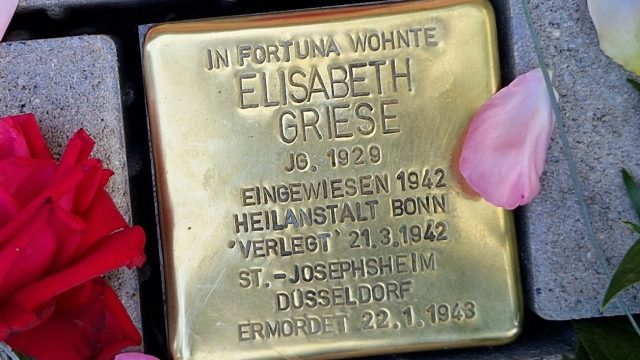 IN FORTUNA WOHNTE
ELISABETH
GRIESE
JG. 1929
EINGEWIESEN 1942
HEILANSTALT BONN
'VERLEGT' 21.3.1942
ST.-JOSEPHSHEIM
DÜSSELDORF
ERMORDET 22.1.1943